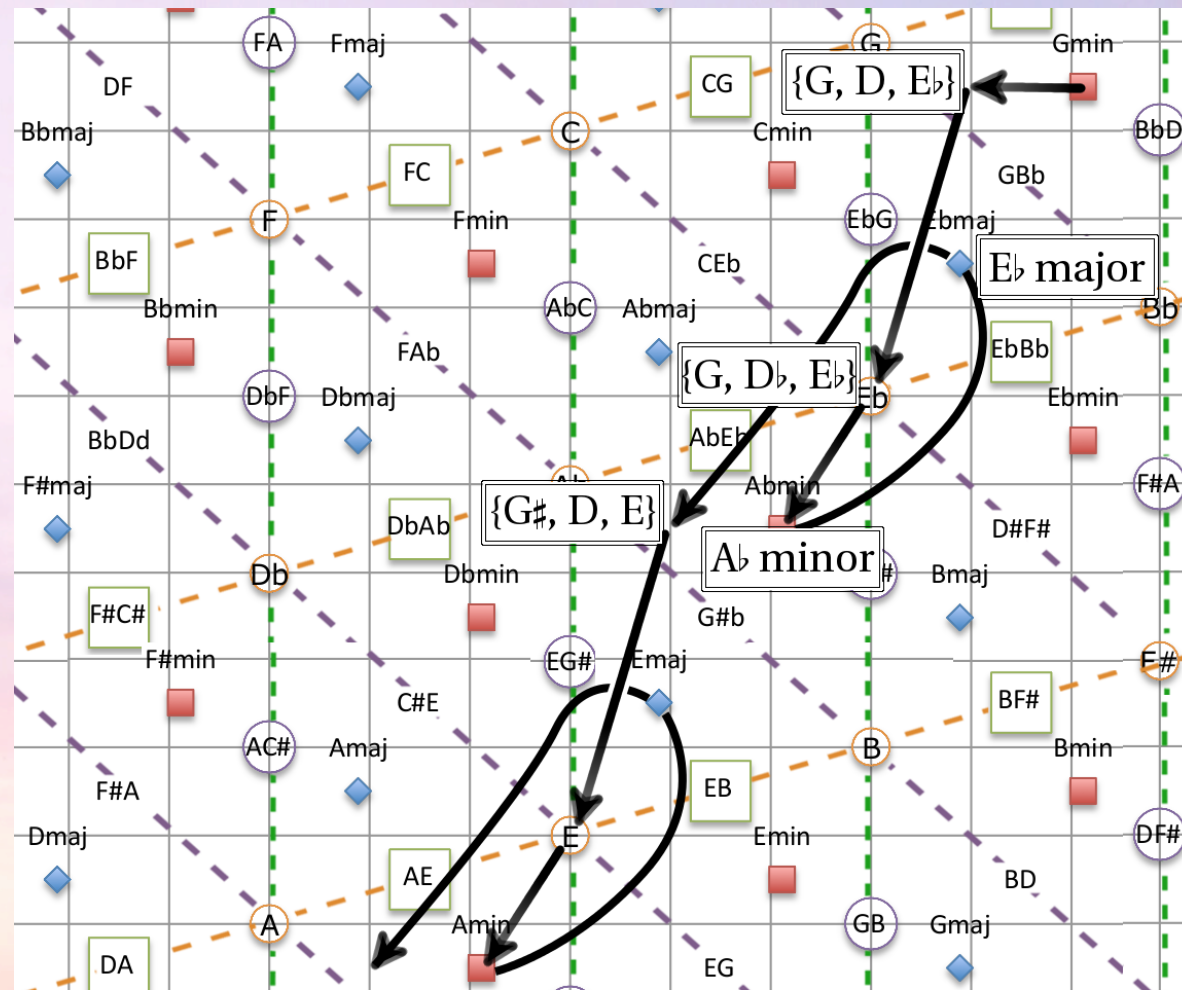 FA
Fmaj
G
Gmin
DF
CG
{G, D, E♭}
Bbmaj
C
Cmin
BbD
FC
GBb
F
Fmin
EbG
Ebmaj
BbF
CEb
E♭ major
Bbmin
AbC
Abmaj
Bb
FAb
EbBb
{G, D♭, E♭}
DbF
Dbmaj
Eb
Ebmin
BbDd
AbEb
F#maj
Ab
Abmin
F#A
{G♯, D, E}
DbAb
D#F#
A♭ minor
Db
Dbmin
#
Bmaj
F#C#
G#b
F#min
EG#
Emaj
F#
C#E
BF#
AC#
Amaj
B
Bmin
F#A
EB
Dmaj
E
Emin
DF#
AE
BD
A
Amin
GB
Gmaj
DA
EG